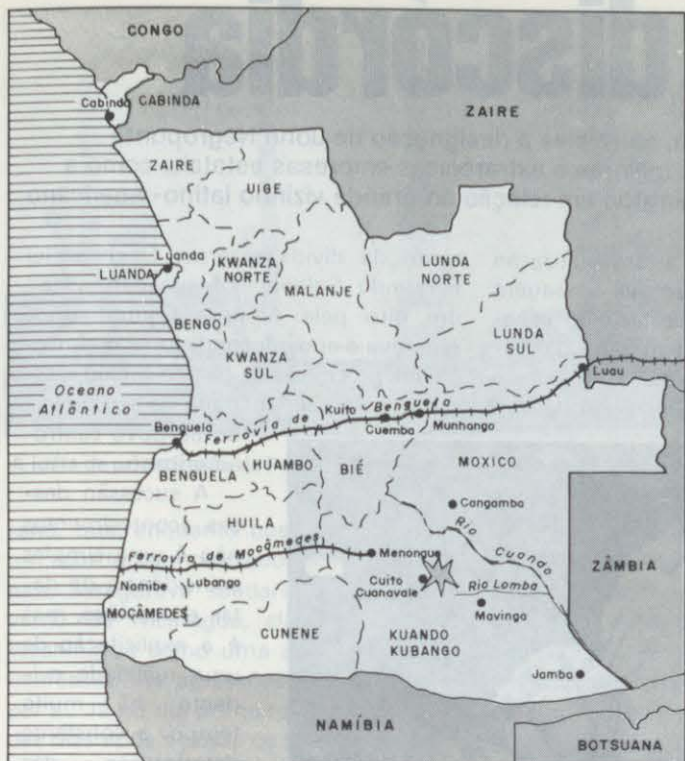 CONGO
Cabinda
CABINDA
ZAIRE
ZAIRE
UIGE
Luanda
LUANDA
KWANZA
NORTE
MALANJE
LUNDA
NORTE
BENGO
KWANZA
SUL
LUNDA
SUL
Luau
Oceano
Atlântico
Benguela
Ferrovia de Benguela
Kuito
Cuemba
Munhango
BENGUELA
HUAMBO
BIÉ
MOXICO
Cangamba
HUILA
Rio Cuando
Ferrovia de Moçâmedes
Menongue
ZÂMBIA
Namibe
Lubango
Cuito
Cuanavale
Rio Lomba
Mavinga
MOÇÂMEDES
CUNENE
KUANDO
KUBANGO
Jamba
NAMÍBIA
BOTSUANA